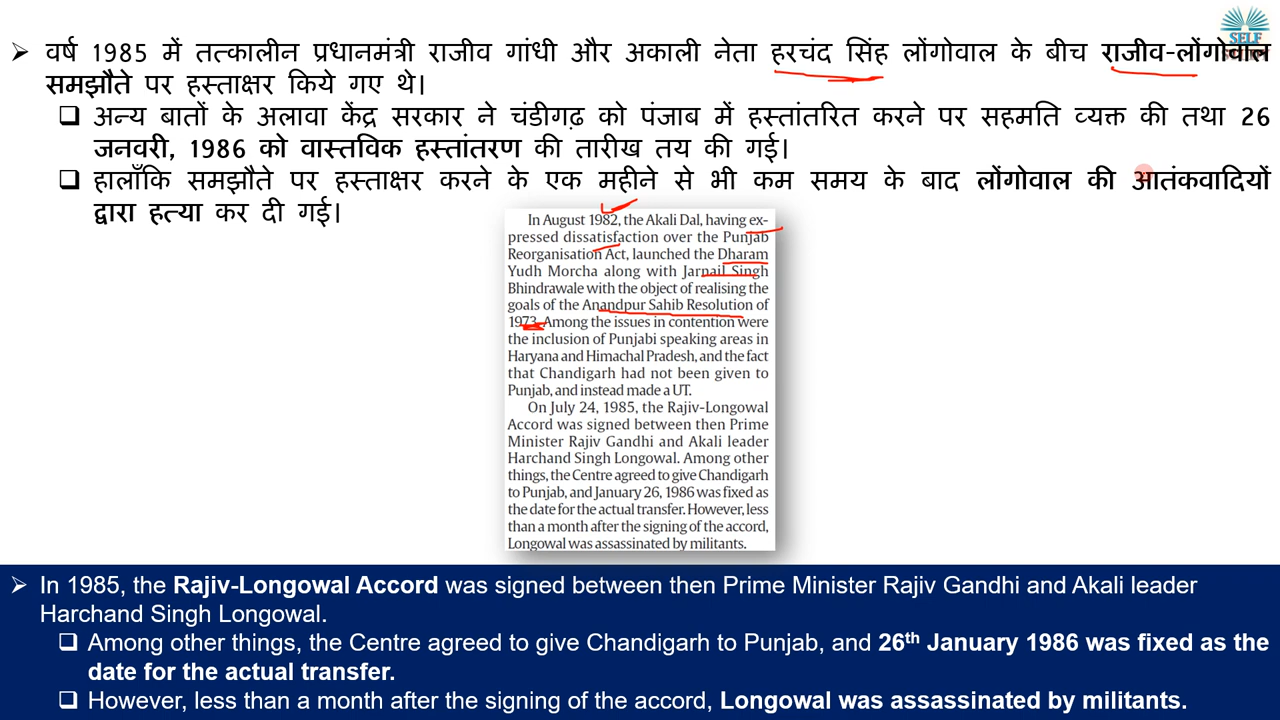 SELF
➢ वर्ष 1985 में तत्कालीन प्रधानमंत्री राजीव गांधी और अकाली नेता हरचंद सिंह लोंगोवाल के बीच राजीव-लोंगोवाल
समझौते पर हस्ताक्षर किये गए थे।
❑ अन्य बातों के अलावा केंद्र सरकार ने चंडीगढ़ को पंजाब में हस्तांतरित करने पर सहमति व्यक्त की तथा 26
जनवरी, 1986 को वास्तविक हस्तांतरण की तारीख तय की गई।
❑ हालाँकि समझौते पर हस्ताक्षर करने के एक महीने से भी कम समय के बाद लोंगोवाल की आतंकवादियों
द्वारा हत्या कर दी गई।
In August 1982, the Akali Dal, having ex-
pressed dissatisfaction over the Punjab
Reorganisation Act, launched the Dharam
Yudh Morcha along with Jarnail Singh
Bhindrawale with the object of realising the
goals of the Anandpur Sahib Resolution of
1973. Among the issues in contention were
the inclusion of Punjabi speaking areas in
Haryana and Himachal Pradesh, and the fact
that Chandigarh had not been given to
Punjab, and instead made a UT.
On July 24, 1985, the Rajiv-Longowal
Accord was signed between then Prime
Minister Rajiv Gandhi and Akali leader
Harchand Singh Longowal. Among other
things, the Centre agreed to give Chandigarh
to Punjab, and January 26, 1986 was fixed as
the date for the actual transfer. However, less
than a month after the signing of the accord,
Longowal was assassinated by militants.
➢ In 1985, the Rajiv-Longowal Accord was signed between then Prime Minister Rajiv Gandhi and Akali leader
Harchand Singh Longowal.
❑ Among other things, the Centre agreed to give Chandigarh to Punjab, and 26th January 1986 was fixed as the
date for the actual transfer.
❑ However, less than a month after the signing of the accord, Longowal was assassinated by militants.